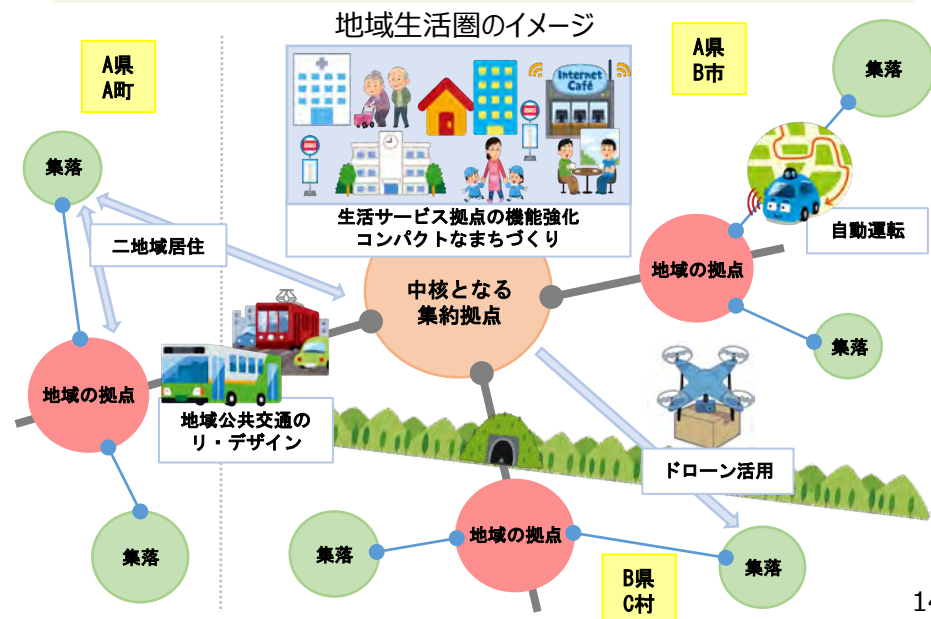 地域生活圏のイメージ
A県
A町
A県
B市
集落
Internet
Café
集落
生活サービス拠点の機能強化
コンパクトなまちづくり
二地域居住
自動運転
中核となる
集約拠点
地域の拠点
集落
地域の拠点
地域公共交通の
リ・デザイン
ドローン活用
地域の拠点
集落
集落
集落
B県
C村
14